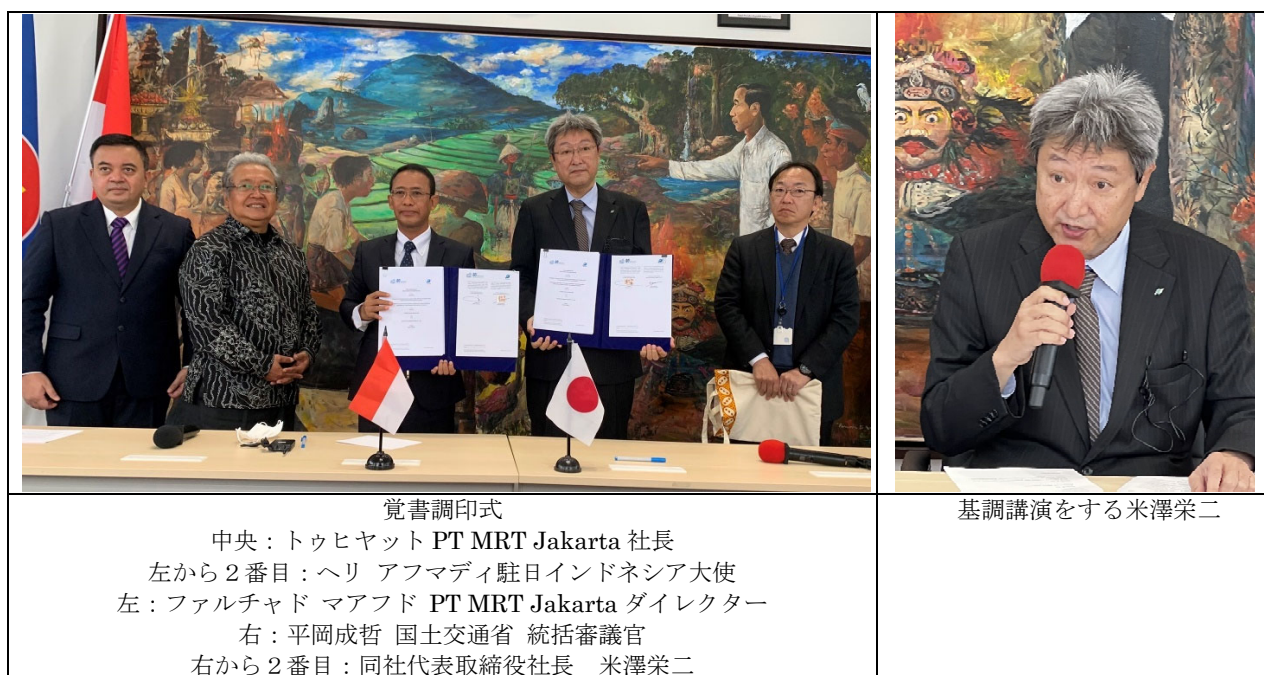 覚書調印式
中央：トゥヒヤット PT MRT Jakarta 社長
左から２番目：ヘリ アフマディ駐日インドネシア大使
左：ファルチャド マアフド PT MRT Jakarta ダイレクター
右：平岡成哲 国土交通省 統括審議官
右から２番目：同社代表取締役社長　米澤栄二
基調講演をする米澤栄二